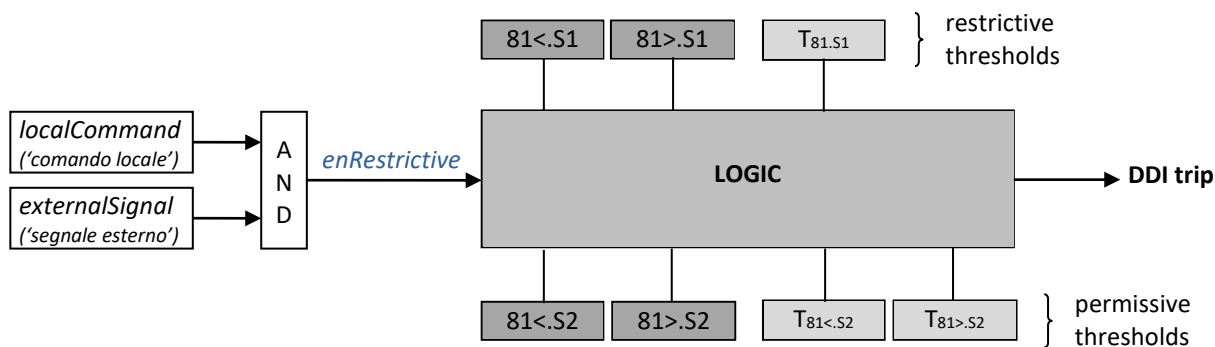 81<.S1 81>.S1 T81.S1 restrictive
thresholds
localCommand
('comando locale')
A
N
D
enRestrictive
LOGIC
DDI trip
externalSignal
('segnale esterno')
81<.S2 81>.S2 T81<.S2 T81>.S2 permissive
thresholds